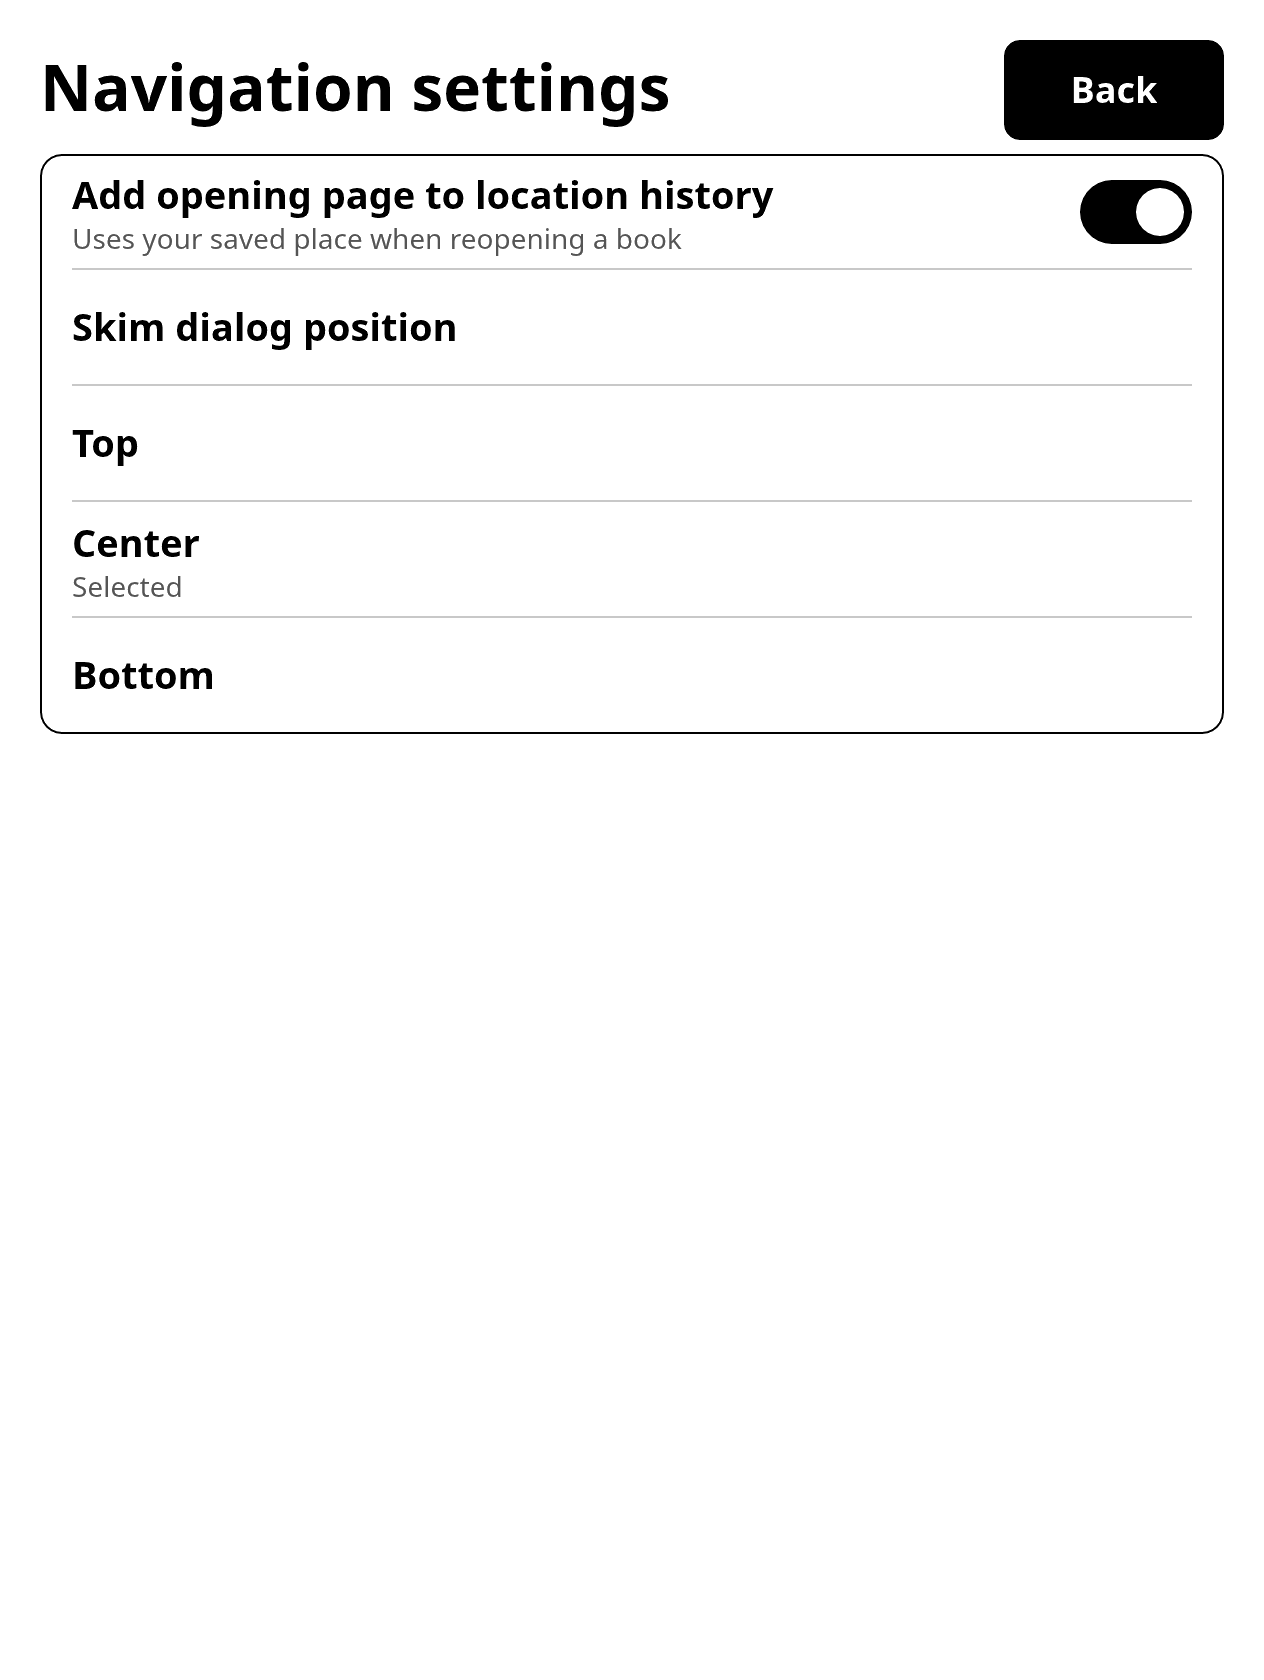 Navigation settings
Back
Add opening page to location history
Uses your saved place when reopening a book
Skim dialog position
Top
Center
Selected
Bottom